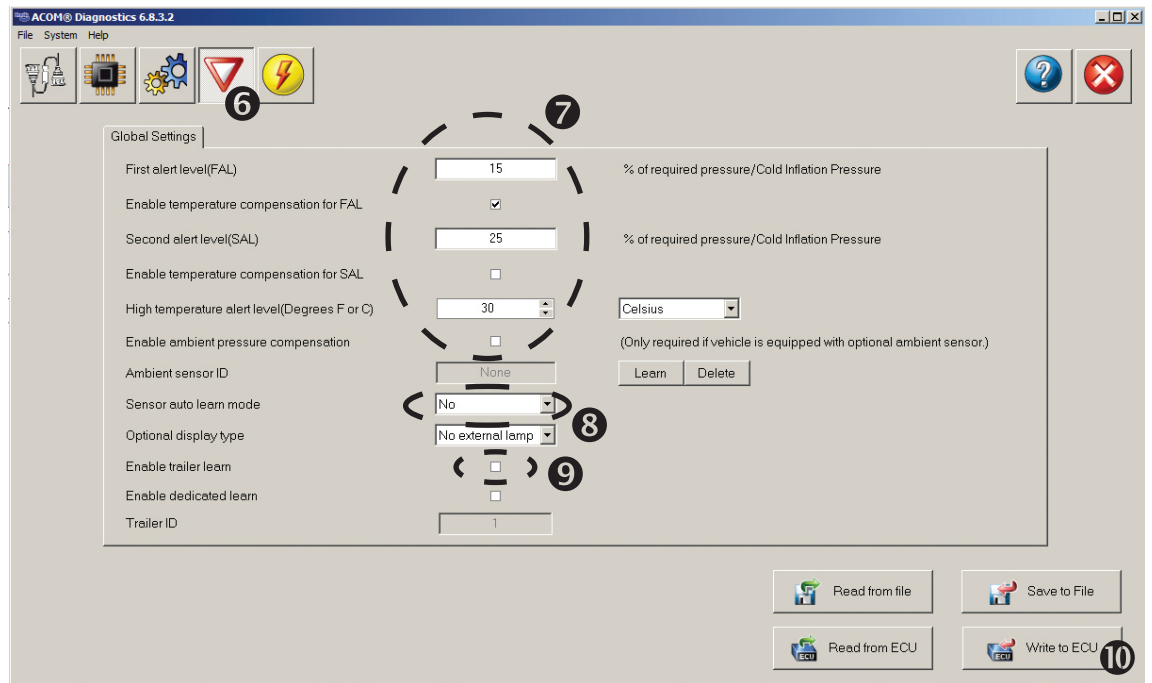 ACOM® Diagnostics 6.8.3.2
File System Help
6
7
Global Settings
First alert level(FAL) 15 % of required pressure/Cold Inflation Pressure
Enable temperature compensation for FAL
Second alert level(SAL) 25 % of required pressure/Cold Inflation Pressure
Enable temperature compensation for SAL
High temperature alert level(Degrees F or C) 30 Celsius
Enable ambient pressure compensation (Only required if vehicle is equipped with optional ambient sensor.)
Ambient sensor ID None Learn Delete
Sensor auto learn mode No
8
Optional display type No external lamp
Enable trailer learn 9
Enable dedicated learn
Trailer ID 1
Read from file Save to File
ECU Read from ECU ECU Write to ECU 10